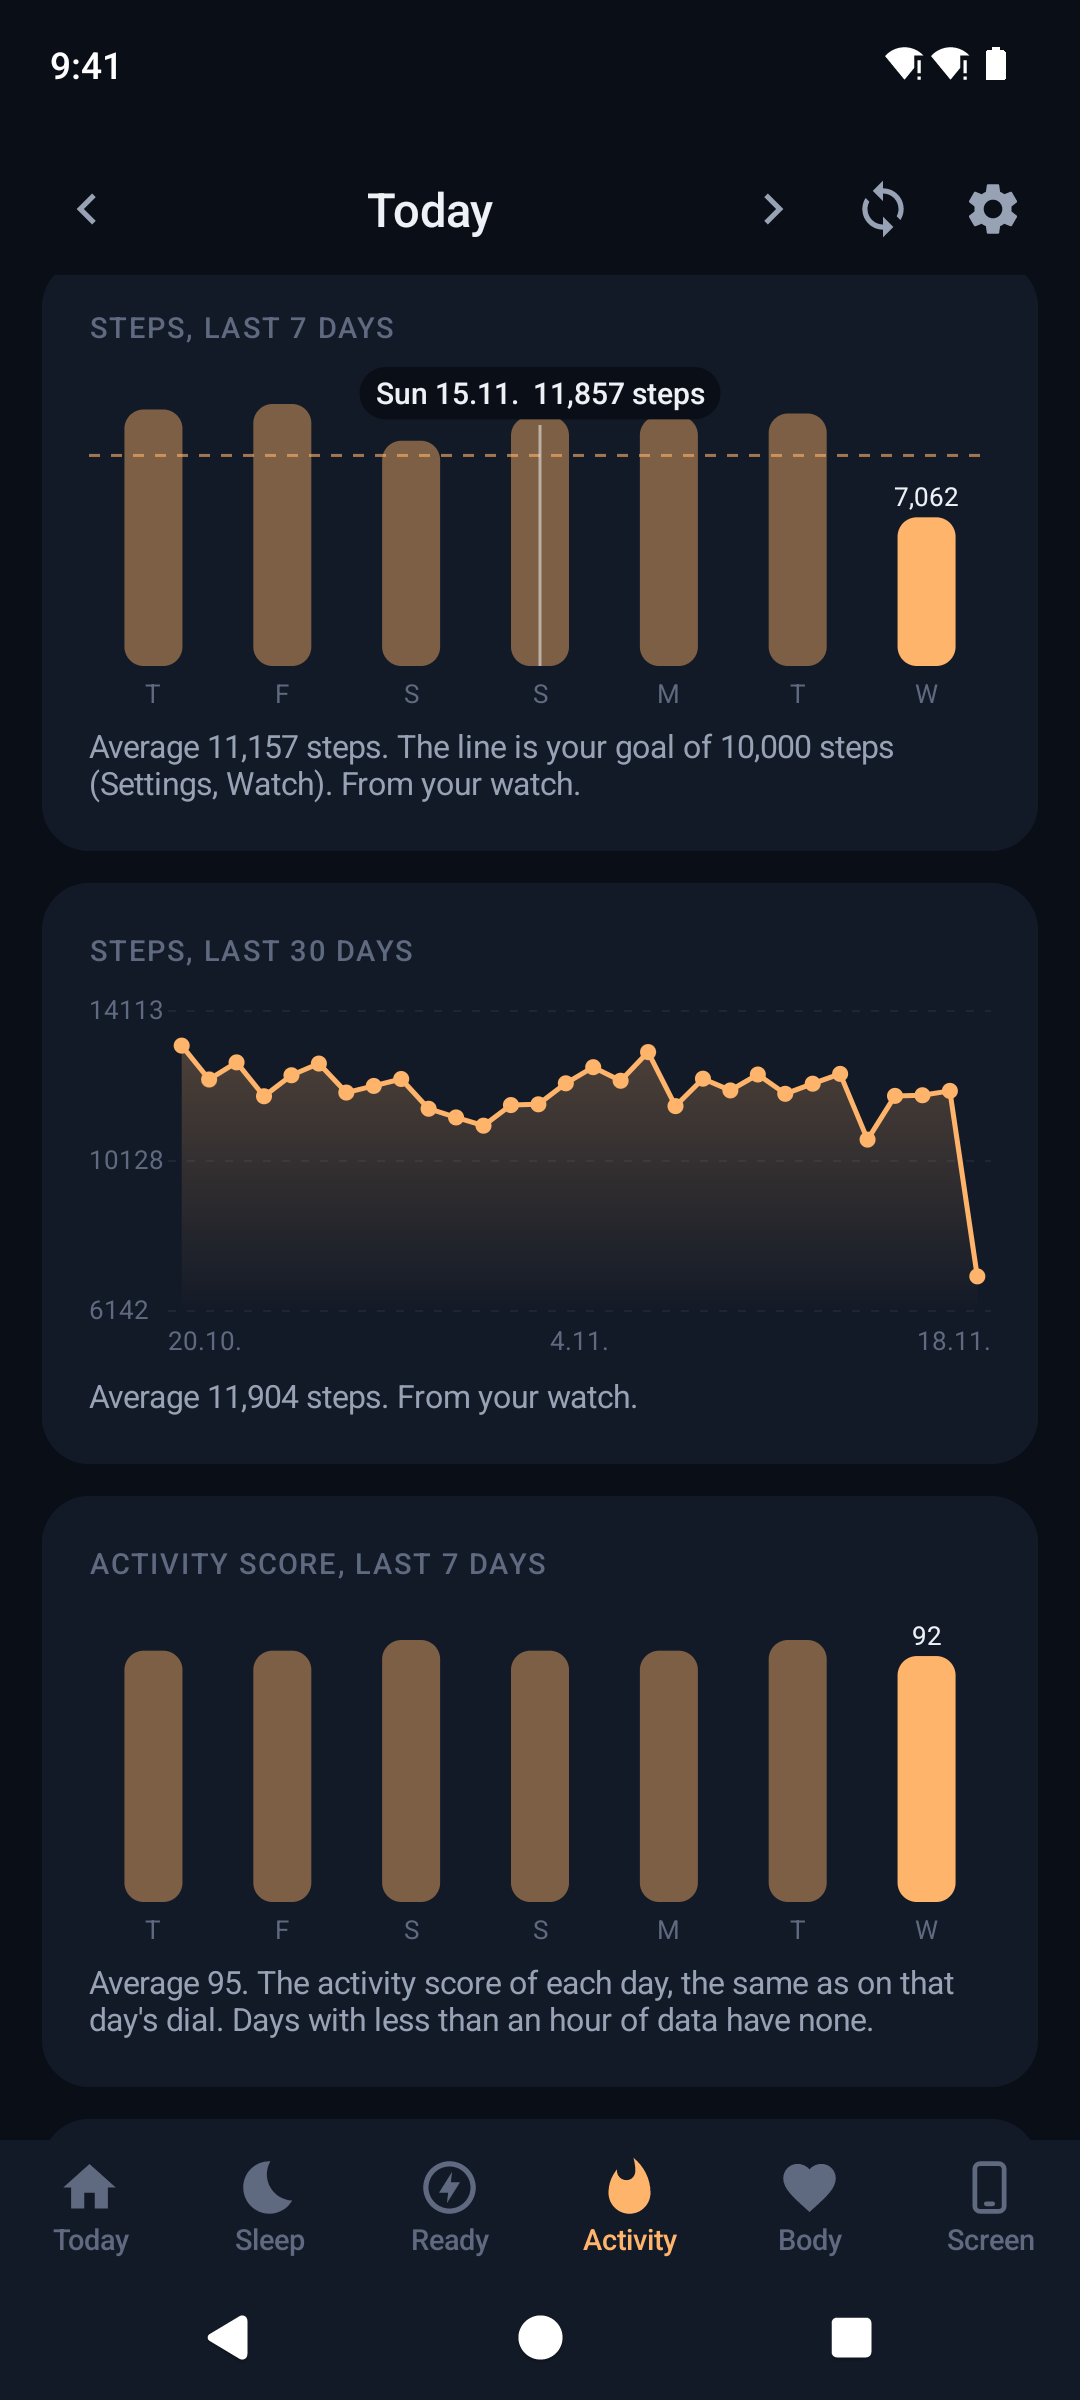 9:41
Today
STEPS, LAST 7 DAYS
Sun 15.11. 11,857 steps
7,062
T F S S M T W
Average 11,157 steps. The line is your goal of 10,000 steps
(Settings, Watch). From your watch.
STEPS, LAST 30 DAYS
14113
10128
6142
20.10. 4.11. 18.11.
Average 11,904 steps. From your watch.
ACTIVITY SCORE, LAST 7 DAYS
92
T F S S M T W
Average 95. The activity score of each day, the same as on that
day's dial. Days with less than an hour of data have none.
Today Sleep Ready Activity Body Screen